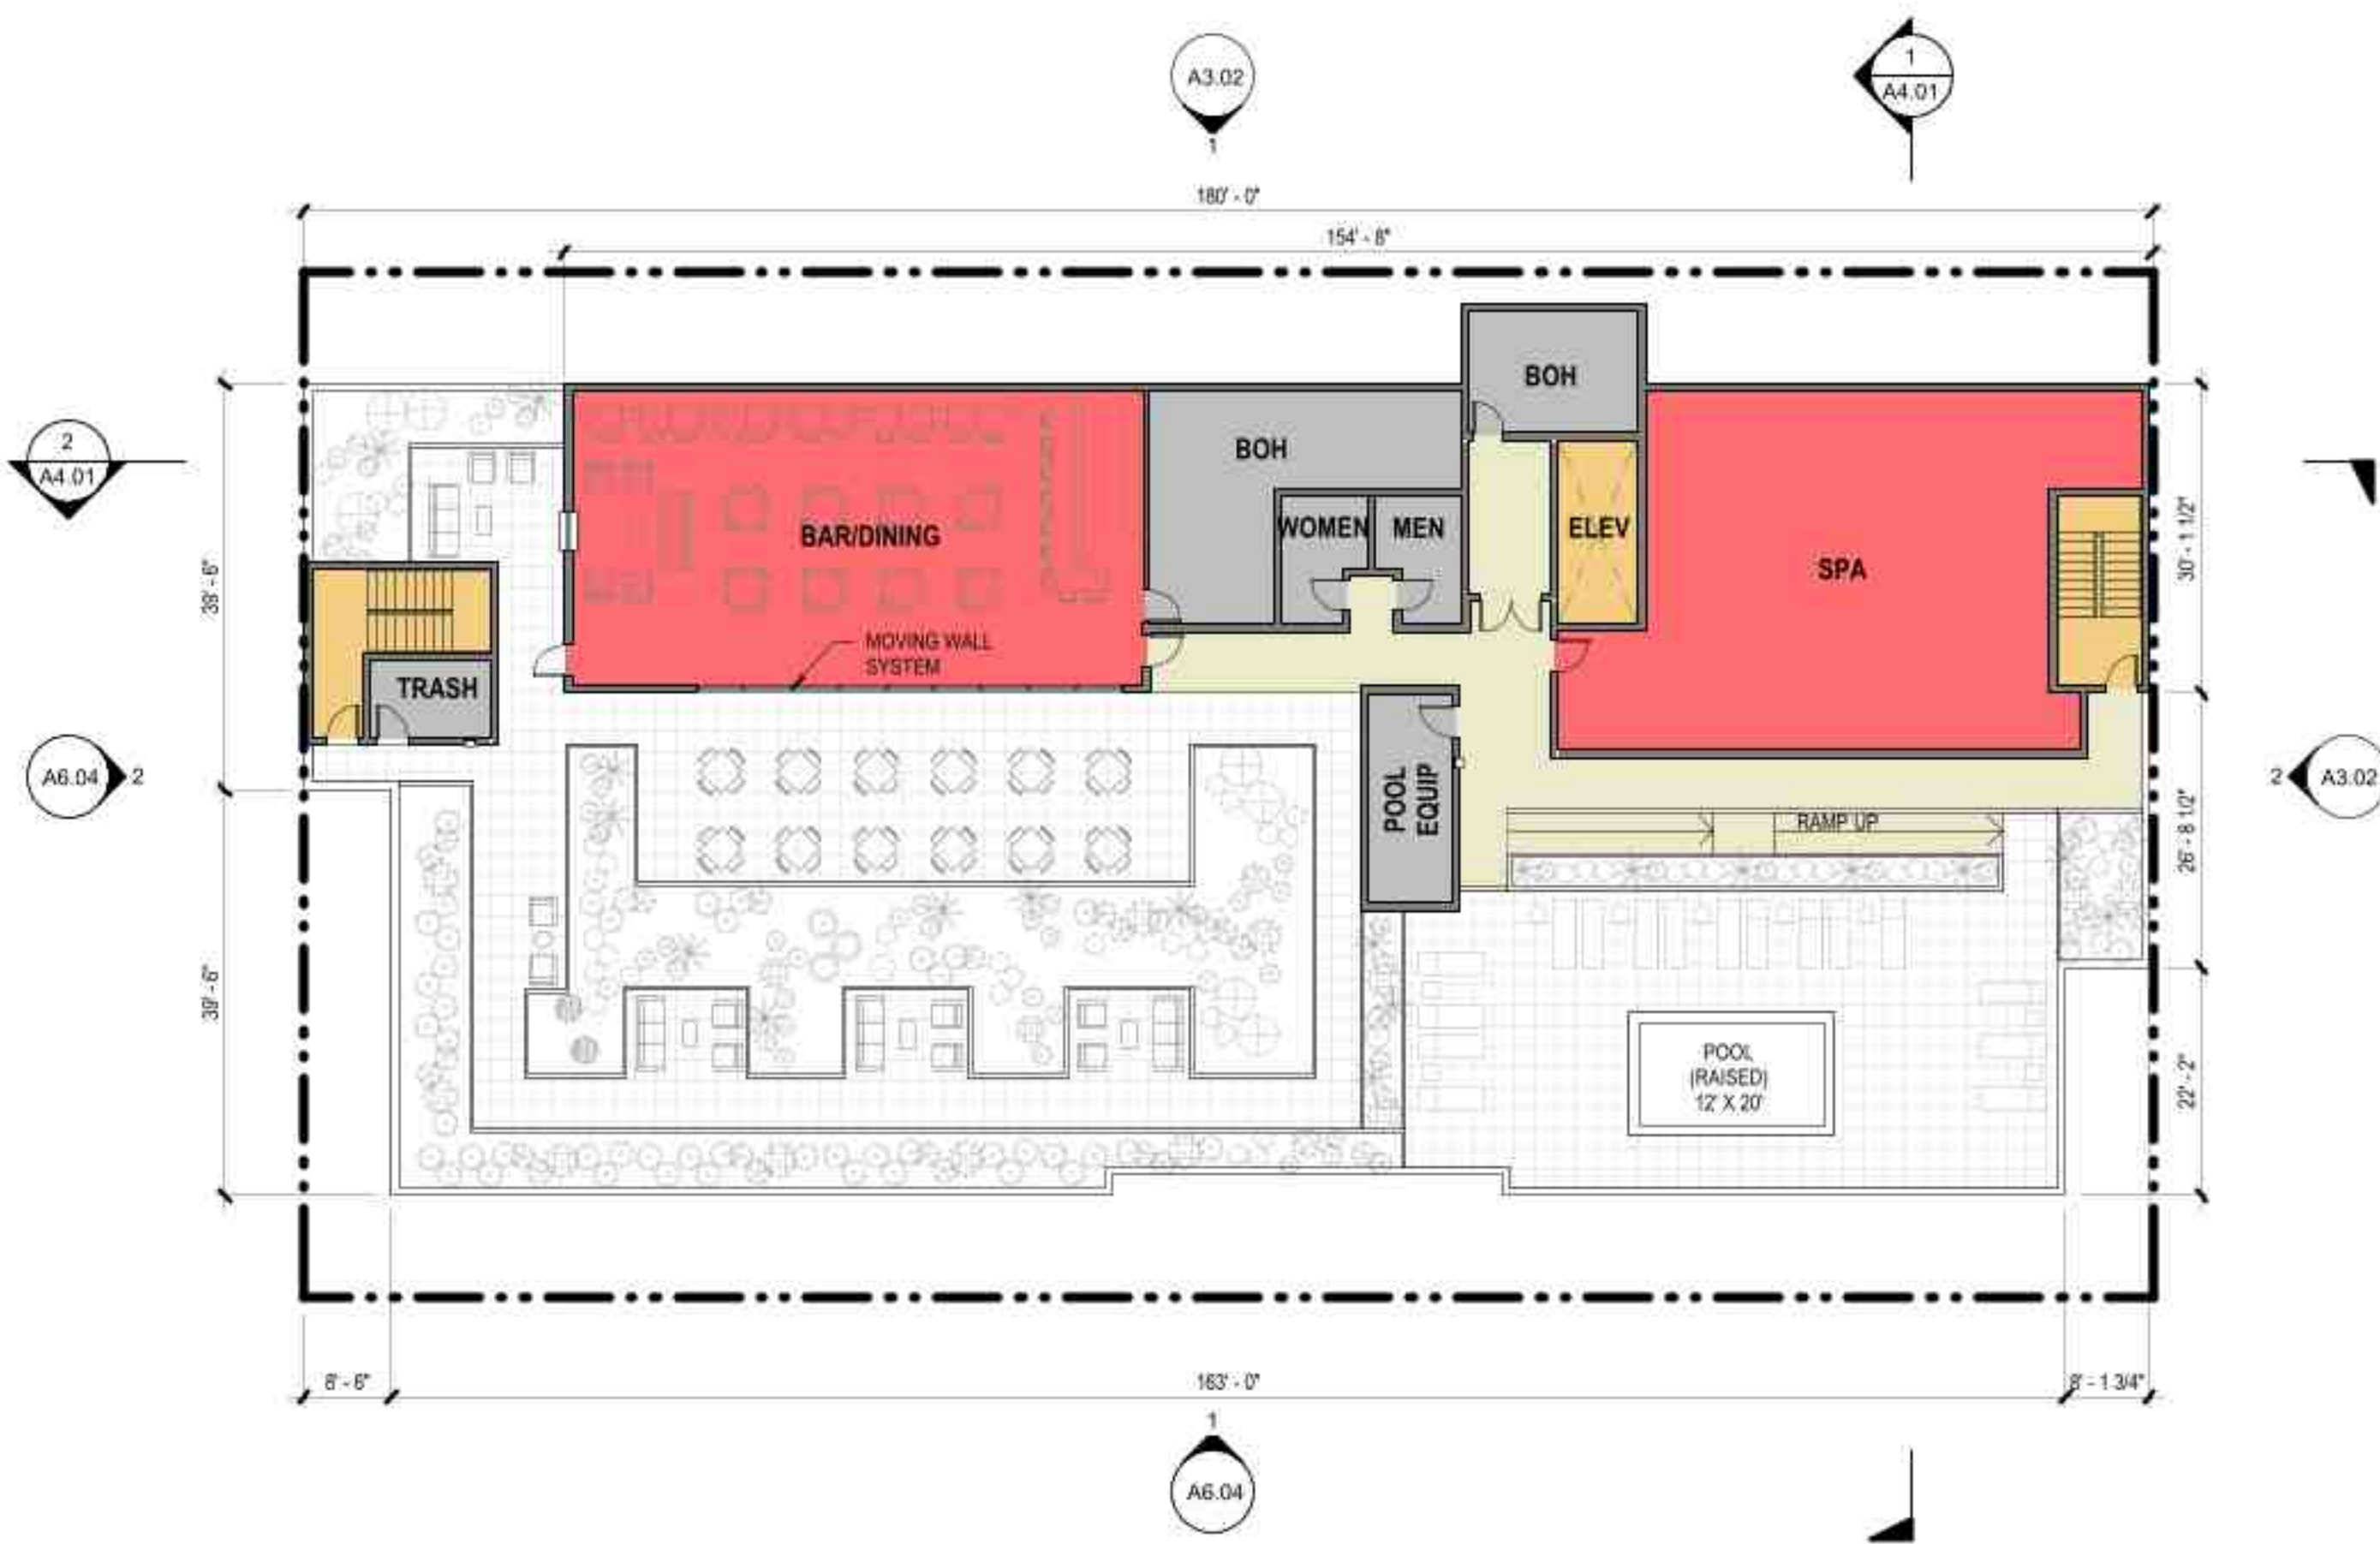 A3.02
1
1
A4.01
180' - 0"
154' - 8"
BOH
2
A4.01
BOH
WOMEN
MEN
ELEV
BAR/DINING
SPA
30' - 1 1/2"
39' - 6"
MOVING WALL
SYSTEM
TRASH
A6.04
2
POOL
EQUIP
RAMP UP
2
A3.02
26' - 8 1/2"
39' - 6"
POOL
(RAISED)
12' X 20'
22' - 2"
8' - 6"
163' - 0"
8' - 1 3/4"
1
A6.04